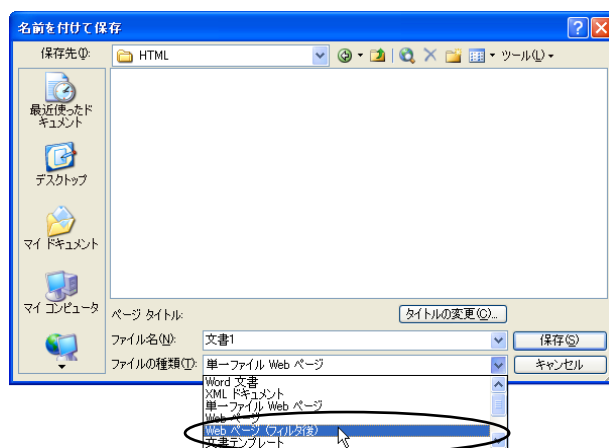 名前を付けて保存
保存先(I):
HTML
ツール(L)
最近使ったド
キュメント
デスクトップ
マイ ドキュメント
マイ コンピュータ
ページ タイトル:
タイトルの変更(C)...
ファイル名(N):
文書1
保存(S)
ファイルの種類(T):
単一ファイル Web ページ
キャンセル
Word 文書
XML ドキュメント
単一ファイル Web ページ
Web ページ
Web ページ (フィルタ後)
文書テンプレート